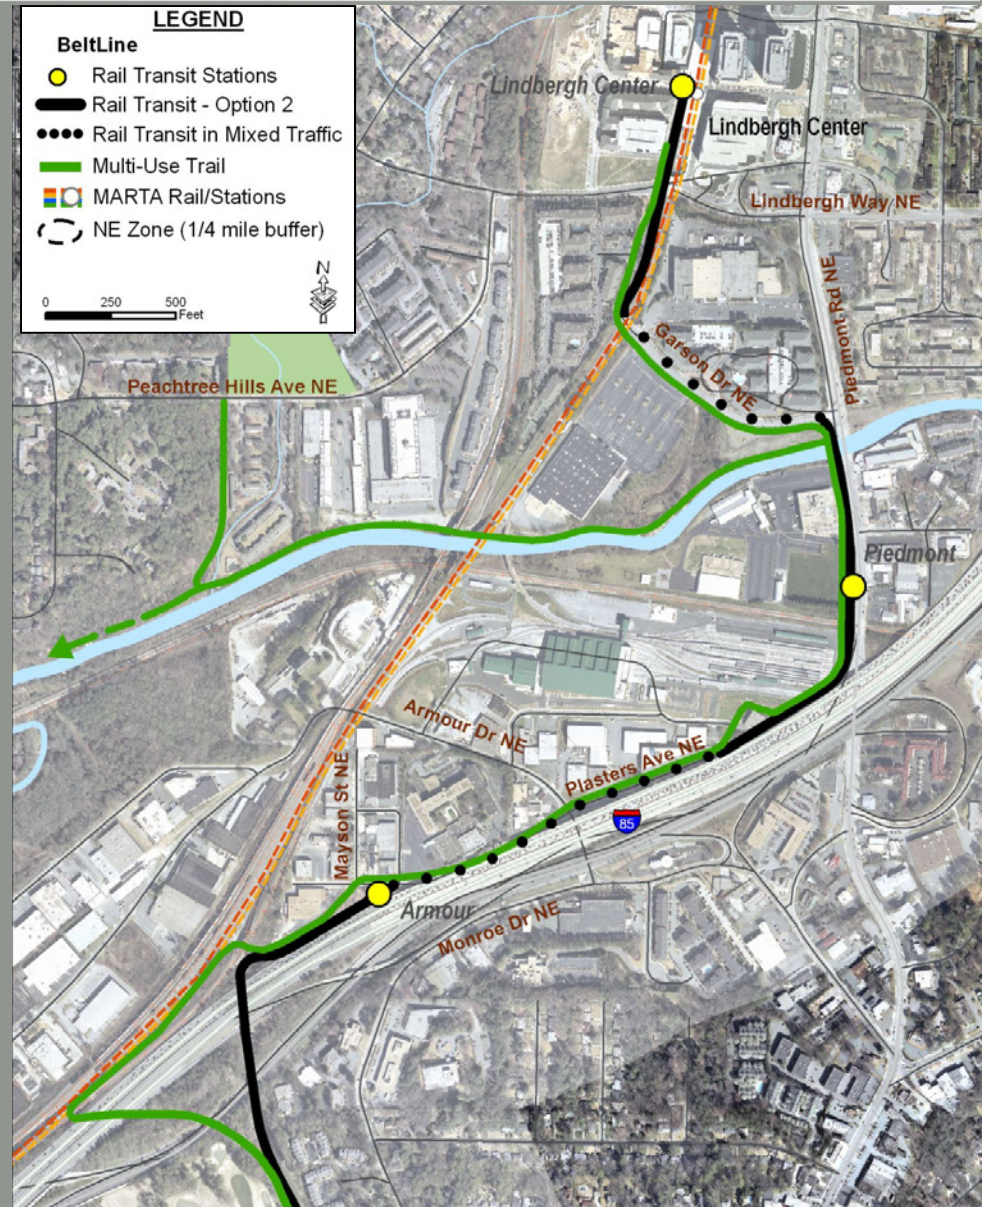 LEGEND
BeltLine
Rail Transit Stations
Rail Transit - Option 2
Rail Transit in Mixed Traffic
Multi-Use Trail
MARTA Rail/Stations
NE Zone (1/4 mile buffer)
N
0 250 500
Feet
Lindbergh Center
Lindbergh Center
Lindbergh Way NE
Piedmont Rd NE
Garson Dr NE
Peachtree Hills Ave NE
Piedmont
Armour Dr NE
Plasters Ave NE
Mayson St NE
85
Armour
Monroe Dr NE